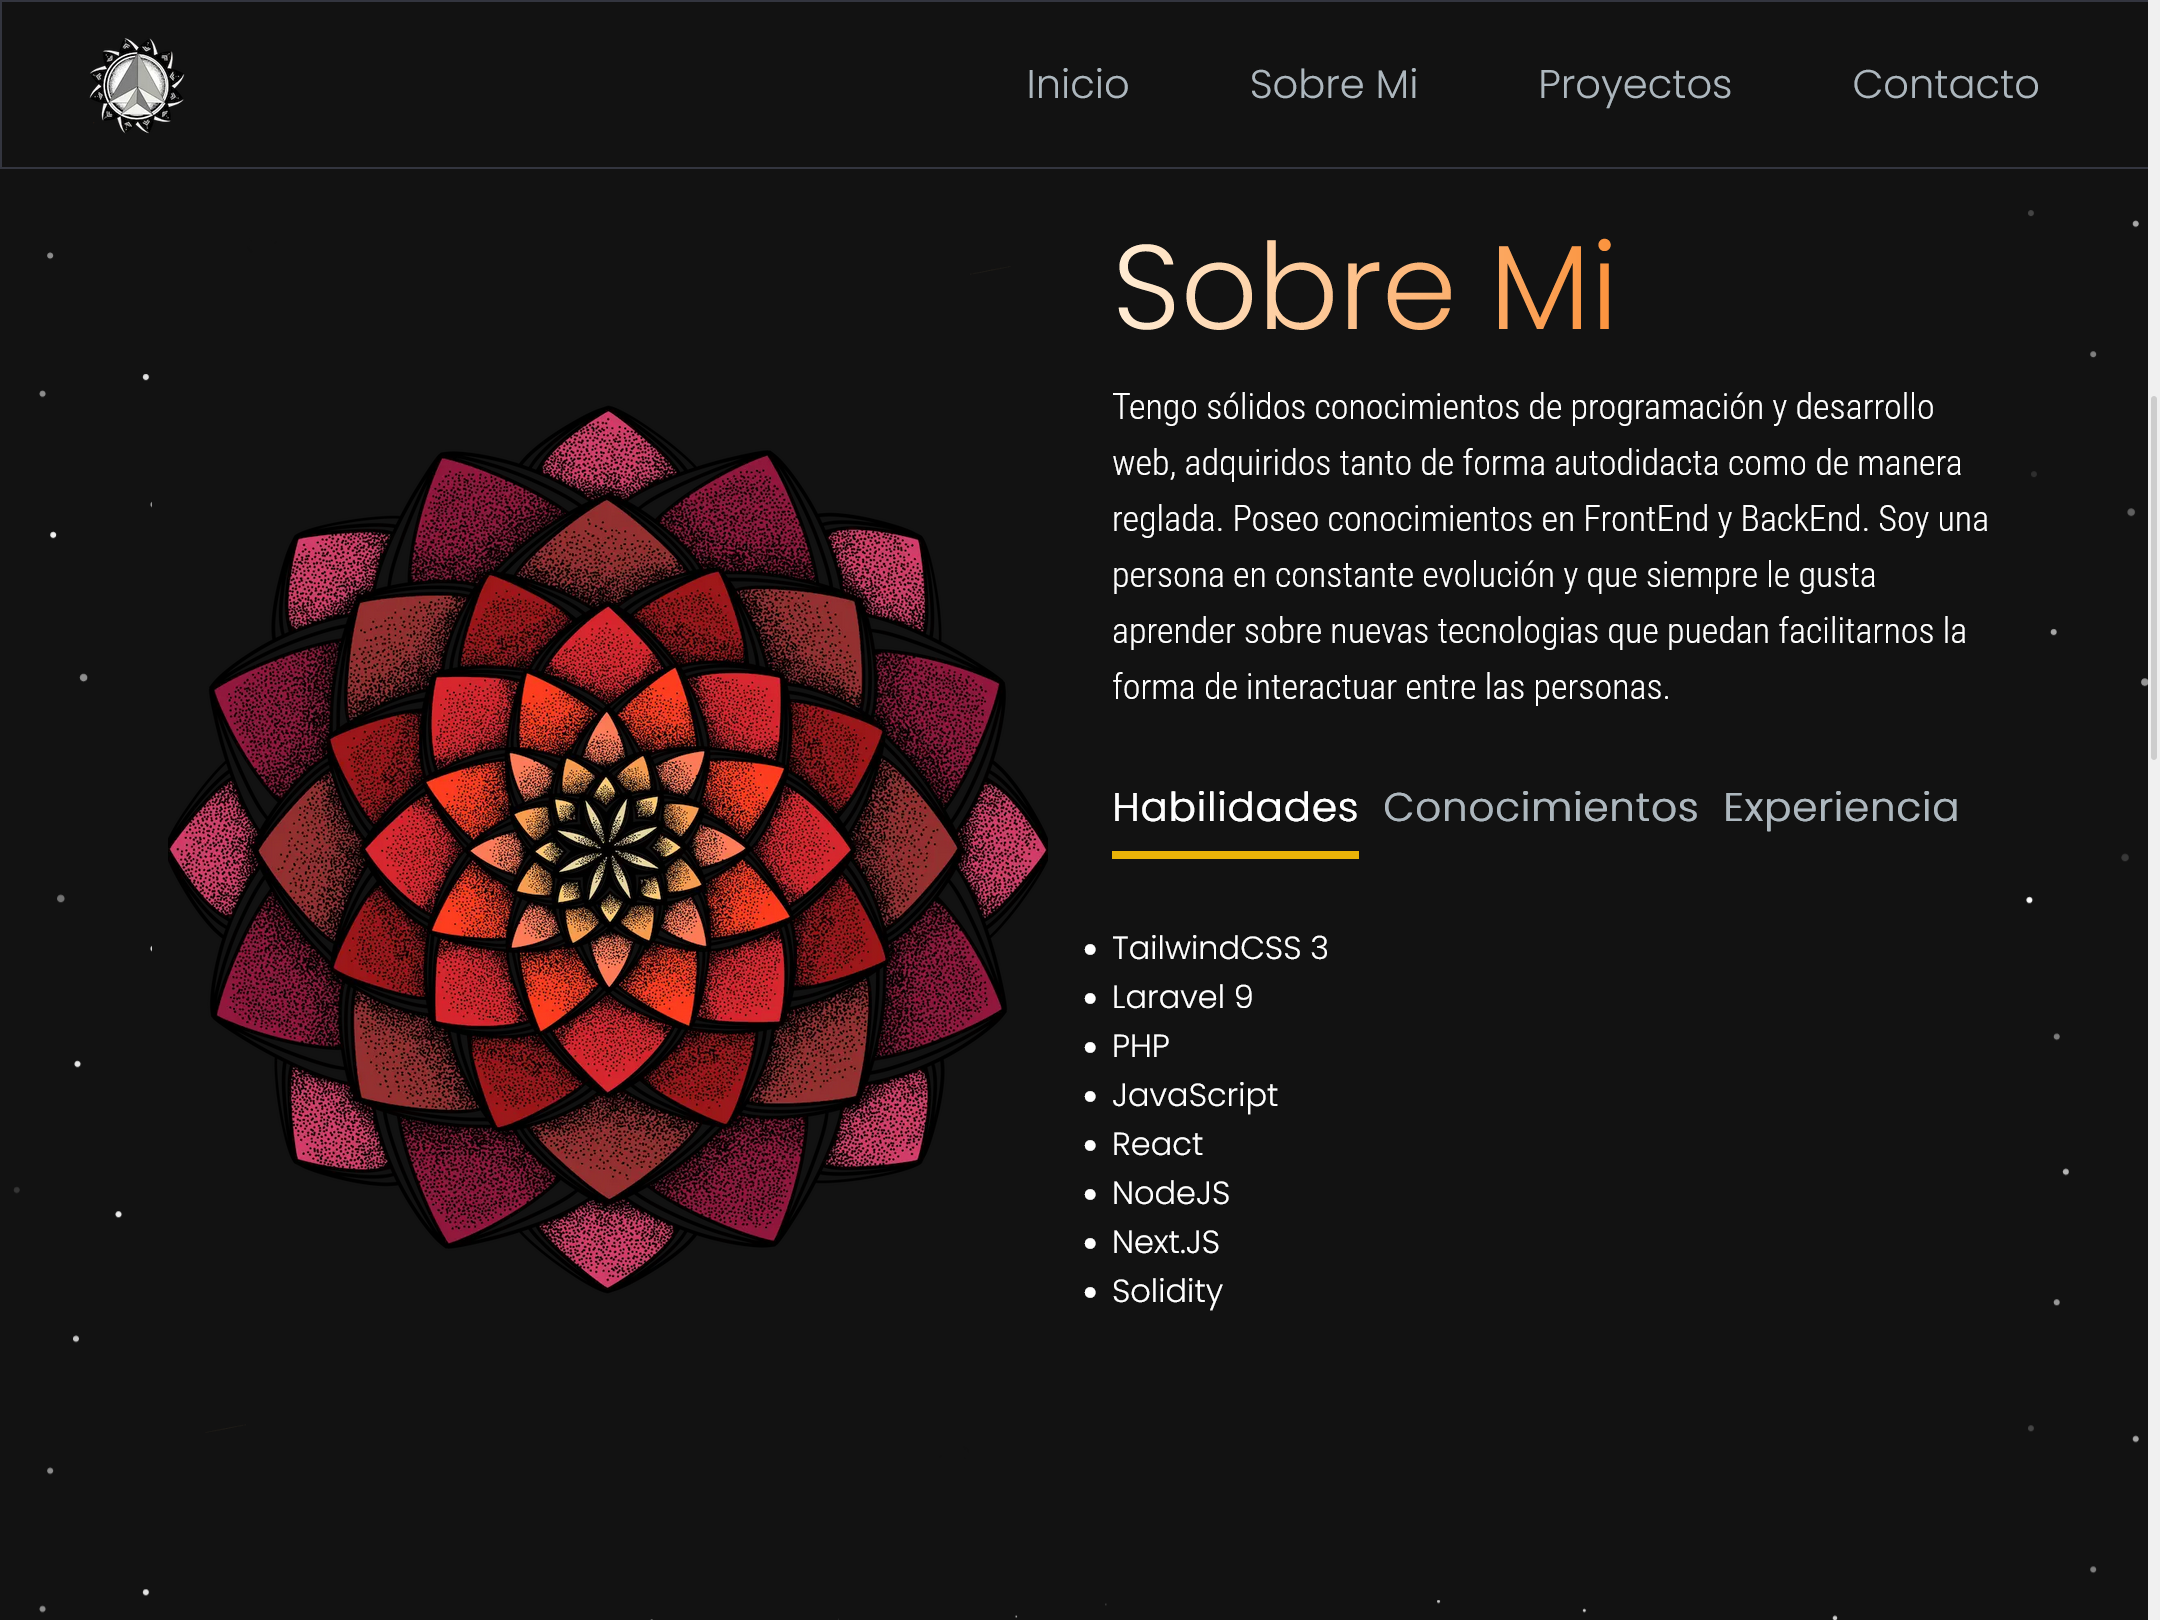 Inicio Sobre Mi Proyectos Contacto
Sobre Mi
Tengo sólidos conocimientos de programación y desarrollo
web, adquiridos tanto de forma autodidacta como de manera
reglada. Poseo conocimientos en FrontEnd y BackEnd. Soy una
persona en constante evolución y que siempre le gusta
aprender sobre nuevas tecnologias que puedan facilitarnos la
forma de interactuar entre las personas.
Habilidades Conocimientos Experiencia
• TailwindCSS 3
• Laravel 9
• PHP
• JavaScript
• React
• NodeJS
• Next.JS
• Solidity